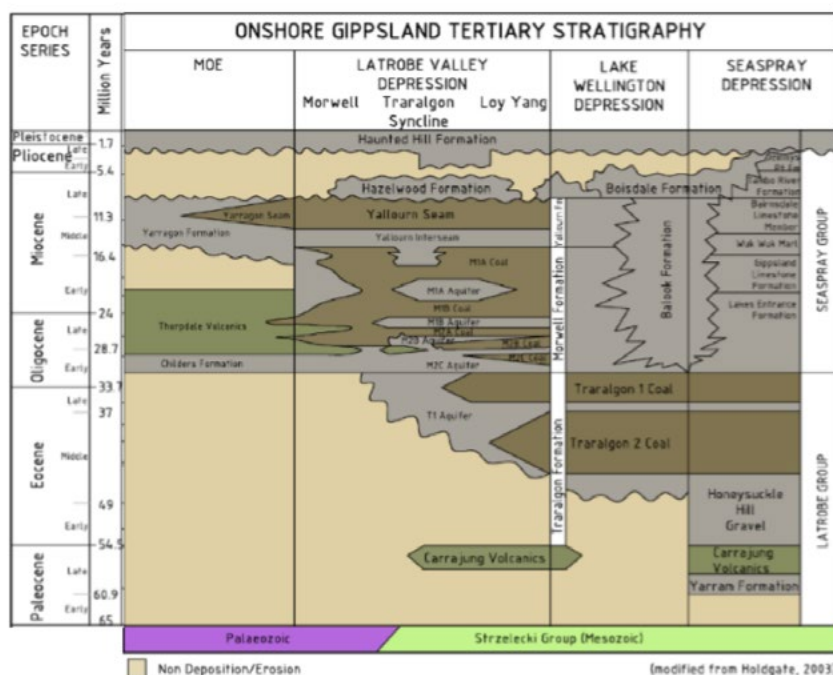 ONSHORE GIPPSLAND TERTIARY STRATIGRAPHY
EPOCH
SERIES
Million Years
MOE
LATROBE VALLEY
DEPRESSION
Morwell
Traralgon
Syncline
Loy Yang
LAKE
WELLINGTON
DEPRESSION
SEASPRAY
DEPRESSION
Pleistocene
Late
1.7
Haunted Hill Formation
Pliocene
Early
5.4
Tambo River
Formation
Late
Hazelwood Formation
Boisdale Formation
Bairnsdale
Limestone
Member
Miocene
11.3
Yarragon Seam
Yallourn Seam
Yarragon Formation
Middle
Yallourn Interseam
Wuk Wuk Marl
16.4
M1A Coal
Gippsland
Limestone
Formation
Early
M1A Aquifer
Balook Formation
Lakes Entrance
Formation
Morwell Formation
SEASPRAY GROUP
24
M1B Coal
M1B Aquifer
Oligocene
Late
Thorpdale Volcanics
M2A Coal
M2B Aquifer
28.7
Early
Childers Formation
M2C Aquifer
33.7
Late
Traralgon 1 Coal
37
T1 Aquifer
Eocene
Middle
Traralgon 2 Coal
Traralgon Formation
LATROBE GROUP
49
Honeysuckle
Hill
Gravel
Early
54.5
Paleocene
Late
Carrajung Volcanics
Carrajung
Volcanics
60.9
Yarram Formation
Early
65
Palaeozoic
Strzelecki Group (Mesozoic)
Non Deposition/Erosion
(modified from Holdgate, 2003)